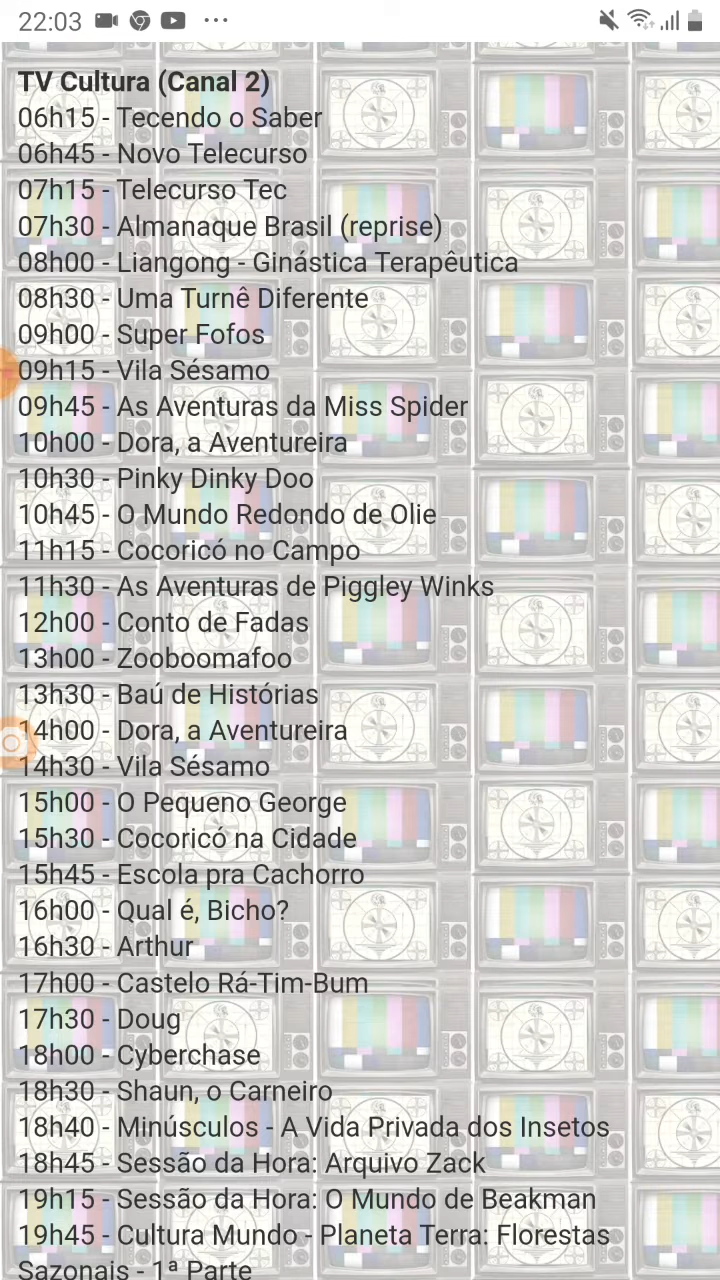 22:03
TV Cultura (Canal 2)
06h15 - Tecendo o Saber
06h45 - Novo Telecurso
07h15 - Telecurso Tec
07h30 - Almanaque Brasil (reprise)
08h00 - Liangong - Ginástica Terapêutica
08h30 - Uma Turnê Diferente
09h00 - Super Fofos
09h15 - Vila Sésamo
09h45 - As Aventuras da Miss Spider
10h00 - Dora, a Aventureira
10h30 - Pinky Dinky Doo
10h45 - O Mundo Redondo de Olie
11h15 - Cocoricó no Campo
11h30 - As Aventuras de Piggley Winks
12h00 - Conto de Fadas
13h00 - Zooboomafoo
13h30 - Baú de Histórias
14h00 - Dora, a Aventureira
14h30 - Vila Sésamo
15h00 - O Pequeno George
15h30 - Cocoricó na Cidade
15h45 - Escola pra Cachorro
16h00 - Qual é, Bicho?
16h30 - Arthur
17h00 - Castelo Rá-Tim-Bum
17h30 - Doug
18h00 - Cyberchase
18h30 - Shaun, o Carneiro
18h40 - Minúsculos - A Vida Privada dos Insetos
18h45 - Sessão da Hora: Arquivo Zack
19h15 - Sessão da Hora: O Mundo de Beakman
19h45 - Cultura Mundo - Planeta Terra: Florestas
Sazonais - 1ª Parte